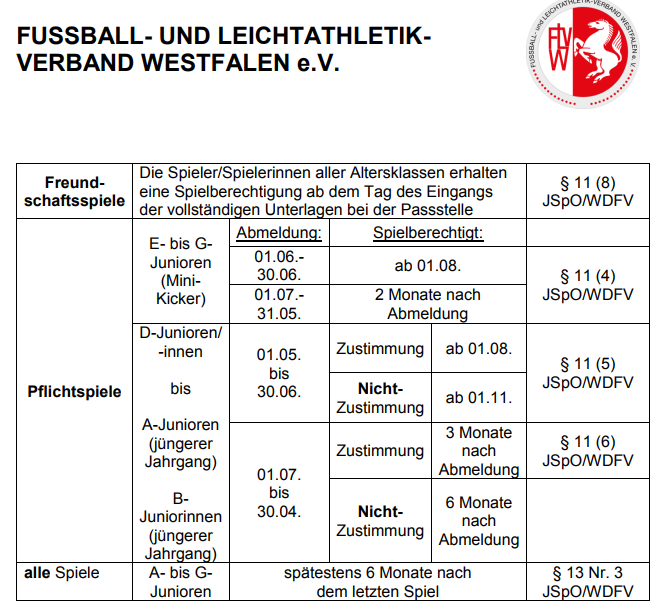 FUSSBALL- UND LEICHTATHLETIK-
VERBAND WESTFALEN e.V.
FUSSBALL- und LEICHTATHLETIK-VERBAND WESTFALEN e. V.
FLVW
Freund-
schaftsspiele
Die Spieler/Spielerinnen aller Altersklassen erhalten
eine Spielberechtigung ab dem Tag des Eingangs
der vollständigen Unterlagen bei der Passstelle
§ 11 (8)
JSpO/WDFV
Pflichtspiele
E- bis G-
Junioren
(Mini-
Kicker)
Abmeldung:
Spielberechtigt:
01.06.-
30.06.
ab 01.08.
01.07.-
31.05.
2 Monate nach
Abmeldung
§ 11 (4)
JSpO/WDFV
D-Junioren/
-innen
bis
A-Junioren
(jüngerer
Jahrgang)
B-
Juniorinnen
(jüngerer
Jahrgang)
01.05.
bis
30.06.
Zustimmung
ab 01.08.
Nicht-
Zustimmung
ab 01.11.
§ 11 (5)
JSpO/WDFV
01.07.
bis
30.04.
Zustimmung
3 Monate
nach
Abmeldung
§ 11 (6)
JSpO/WDFV
Nicht-
Zustimmung
6 Monate
nach
Abmeldung
alle Spiele
A- bis G-
Junioren
spätestens 6 Monate nach
dem letzten Spiel
§ 13 Nr. 3
JSpO/WDFV